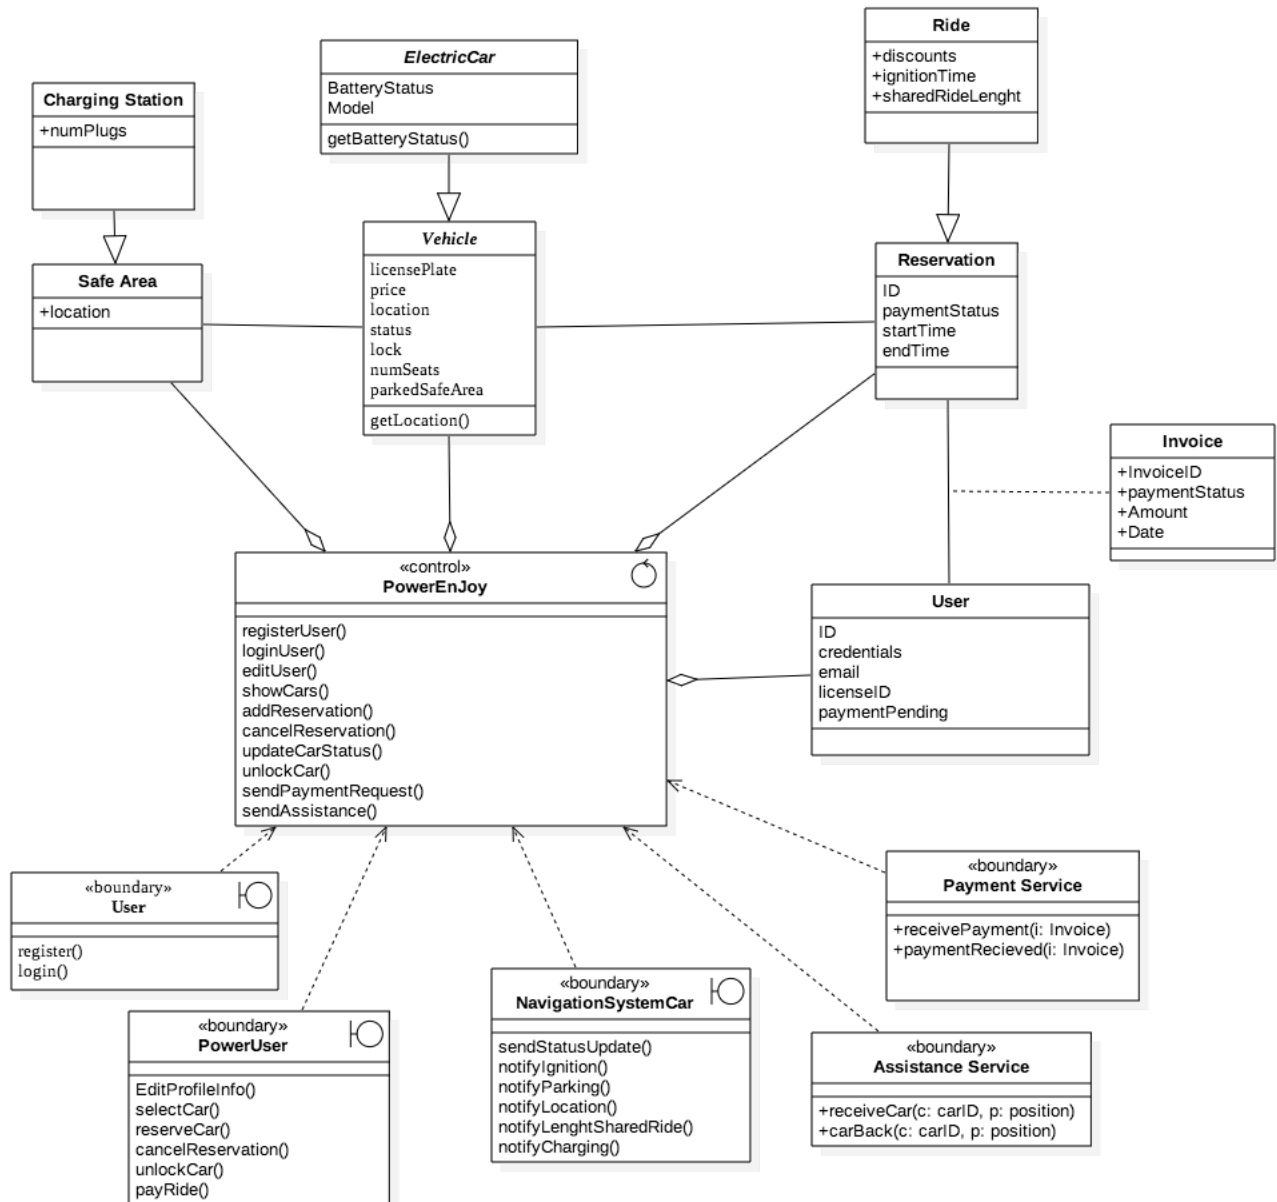 Ride
+discounts
+ignitionTime
+sharedRideLenght
ElectricCar
BatteryStatus
Model
getBatteryStatus()
Charging Station
+numPlugs
Vehicle
licensePlate
price
location
status
lock
numSeats
parkedSafeArea
getLocation()
Reservation
ID
paymentStatus
startTime
endTime
Safe Area
+location
Invoice
+InvoiceID
+paymentStatus
+Amount
+Date
«control»
PowerEnJoy
registerUser()
loginUser()
editUser()
showCars()
addReservation()
cancelReservation()
updateCarStatus()
unlockCar()
sendPaymentRequest()
sendAssistance()
User
ID
credentials
email
licenseID
paymentPending
«boundary»
User
register()
login()
«boundary»
Payment Service
+receivePayment(i: Invoice)
+paymentRecieved(i: Invoice)
«boundary»
NavigationSystemCar
sendStatusUpdate()
notifyIgnition()
notifyParking()
notifyLocation()
notifyLenghtSharedRide()
notifyCharging()
«boundary»
PowerUser
EditProfileInfo()
selectCar()
reserveCar()
cancelReservation()
unlockCar()
payRide()
«boundary»
Assistance Service
+receiveCar(c: carID, p: position)
+carBack(c: carID, p: position)